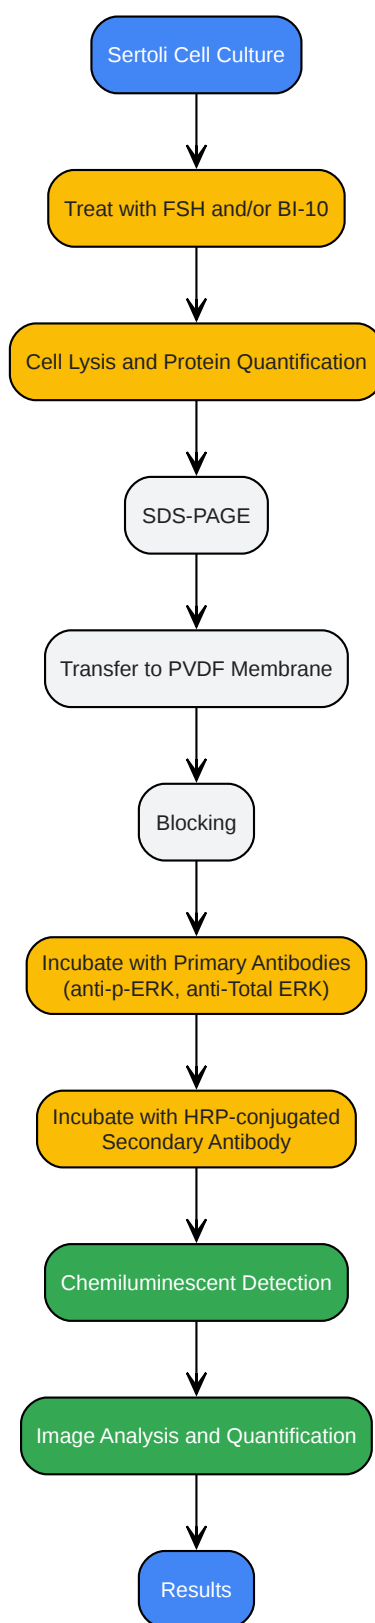 Sertoli Cell Culture
Treat with FSH and/or BI-10
Cell Lysis and Protein Quantification
SDS-PAGE
Transfer to PVDF Membrane
Blocking
Incubate with Primary Antibodies
(anti-p-ERK, anti-Total ERK)
Incubate with HRP-conjugated
Secondary Antibody
Chemiluminescent Detection
Image Analysis and Quantification
Results